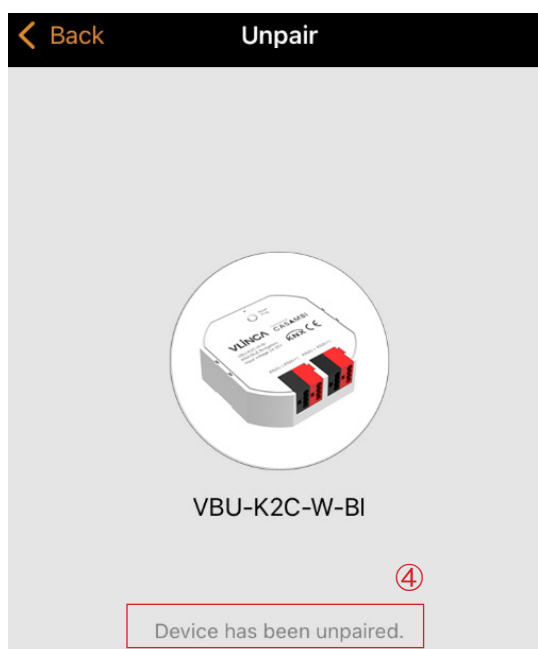 Back
Unpair
VLINCA
CASAMBI
KNX CE
VBU-K2C-W-BI
④
Device has been unpaired.